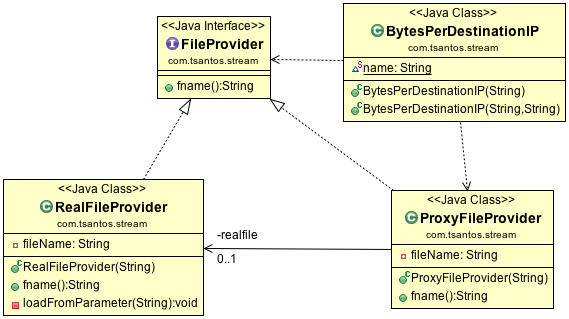 <<Java Interface>>
FileProvider
com.tsantos.stream
fname():String
<<Java Class>>
BytesPerDestinationIP
com.tsantos.stream
name: String
BytesPerDestinationIP(String)
BytesPerDestinationIP(String,String)
<<Java Class>>
RealFileProvider
com.tsantos.stream
fileName: String
RealFileProvider(String)
fname():String
loadFromParameter(String):void
-realfile
0..1
<<Java Class>>
ProxyFileProvider
com.tsantos.stream
fileName: String
ProxyFileProvider(String)
fname():String